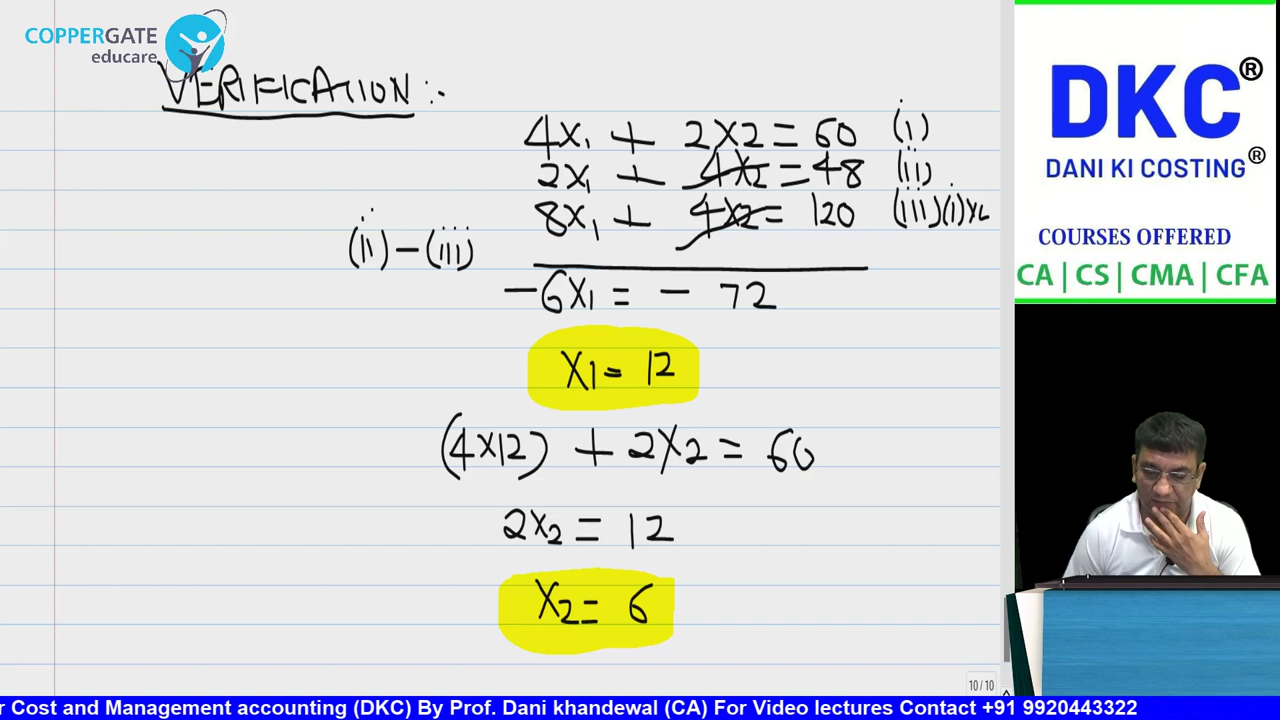 COPPERGATE
educare
VERIFICATION :-
4x1 + 2x2 = 60 (i)
2x1 + 4x2 = 48 (ii)
8x1 + 4x2 = 120 (iii)(i)x2
(ii) - (iii)
-6x1 = - 72
x1 = 12
(4x12) + 2x2 = 60
2x2 = 12
x2 = 6
10/10
DKC®
DANI KI COSTING®
COURSES OFFERED
CA | CS | CMA | CFA
r Cost and Management accounting (DKC) By Prof. Dani khandewal (CA) For Video lectures Contact +91 9920443322